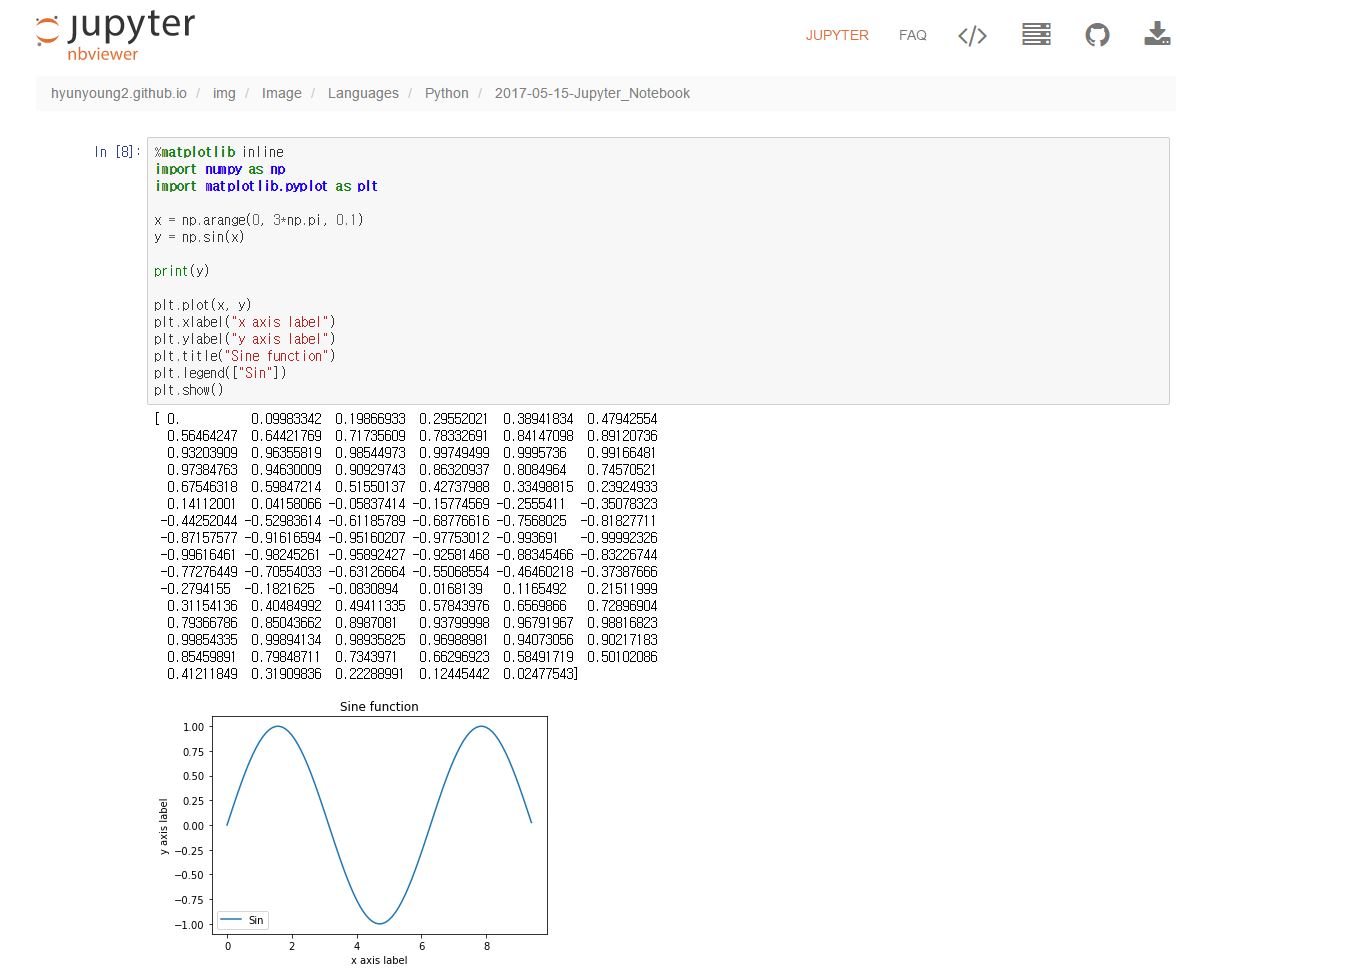 jupyter
nbviewer
JUPYTER FAQ </>
hyunyoung2.github.io / img / Image / Languages / Python / 2017-05-15-Jupyter_Notebook
In [8]:
%matplotlib inline
import numpy as np
import matplotlib.pyplot as plt
x = np.arange(0, 3*np.pi, 0.1)
y = np.sin(x)
print(y)
plt.plot(x, y)
plt.xlabel("x axis label")
plt.ylabel("y axis label")
plt.title("Sine function")
plt.legend(["Sin"])
plt.show()
[ 0. 0.09983342 0.19866933 0.29552021 0.38941834 0.47942554
0.56464247 0.64421769 0.71735609 0.78332691 0.84147098 0.89120736
0.93203909 0.96355819 0.98544973 0.99749499 0.9995736 0.99166481
0.97384763 0.94630009 0.90929743 0.86320937 0.8084964 0.74570521
0.67546318 0.59847214 0.51550137 0.42737988 0.33498815 0.23924933
0.14112001 0.04158066 -0.05837414 -0.15774569 -0.2555411 -0.35078323
-0.44252044 -0.52983614 -0.61185789 -0.68776616 -0.7568025 -0.81827711
-0.87157577 -0.91616594 -0.95160207 -0.97753012 -0.993691 -0.99992326
-0.99616461 -0.98245261 -0.95892427 -0.92581468 -0.88345466 -0.83226744
-0.77276449 -0.70554033 -0.63126664 -0.55068554 -0.46460218 -0.37387666
-0.2794155 -0.1821625 -0.0830894 0.0168139 0.1165492 0.21511999
0.31154136 0.40484992 0.49411335 0.57843976 0.6569866 0.72896904
0.79366786 0.85043662 0.8987081 0.93799998 0.96791967 0.98816823
0.99854335 0.99894134 0.98935825 0.96988981 0.94073056 0.90217183
0.85459891 0.79848711 0.7343971 0.66296923 0.58491719 0.50102086
0.41211849 0.31909836 0.22288991 0.12445442 0.02477543]
Sine function
1.00
0.75
0.50
0.25
0.00
−0.25
−0.50
−0.75
−1.00
y axis label
Sin
0 2 4 6 8
x axis label